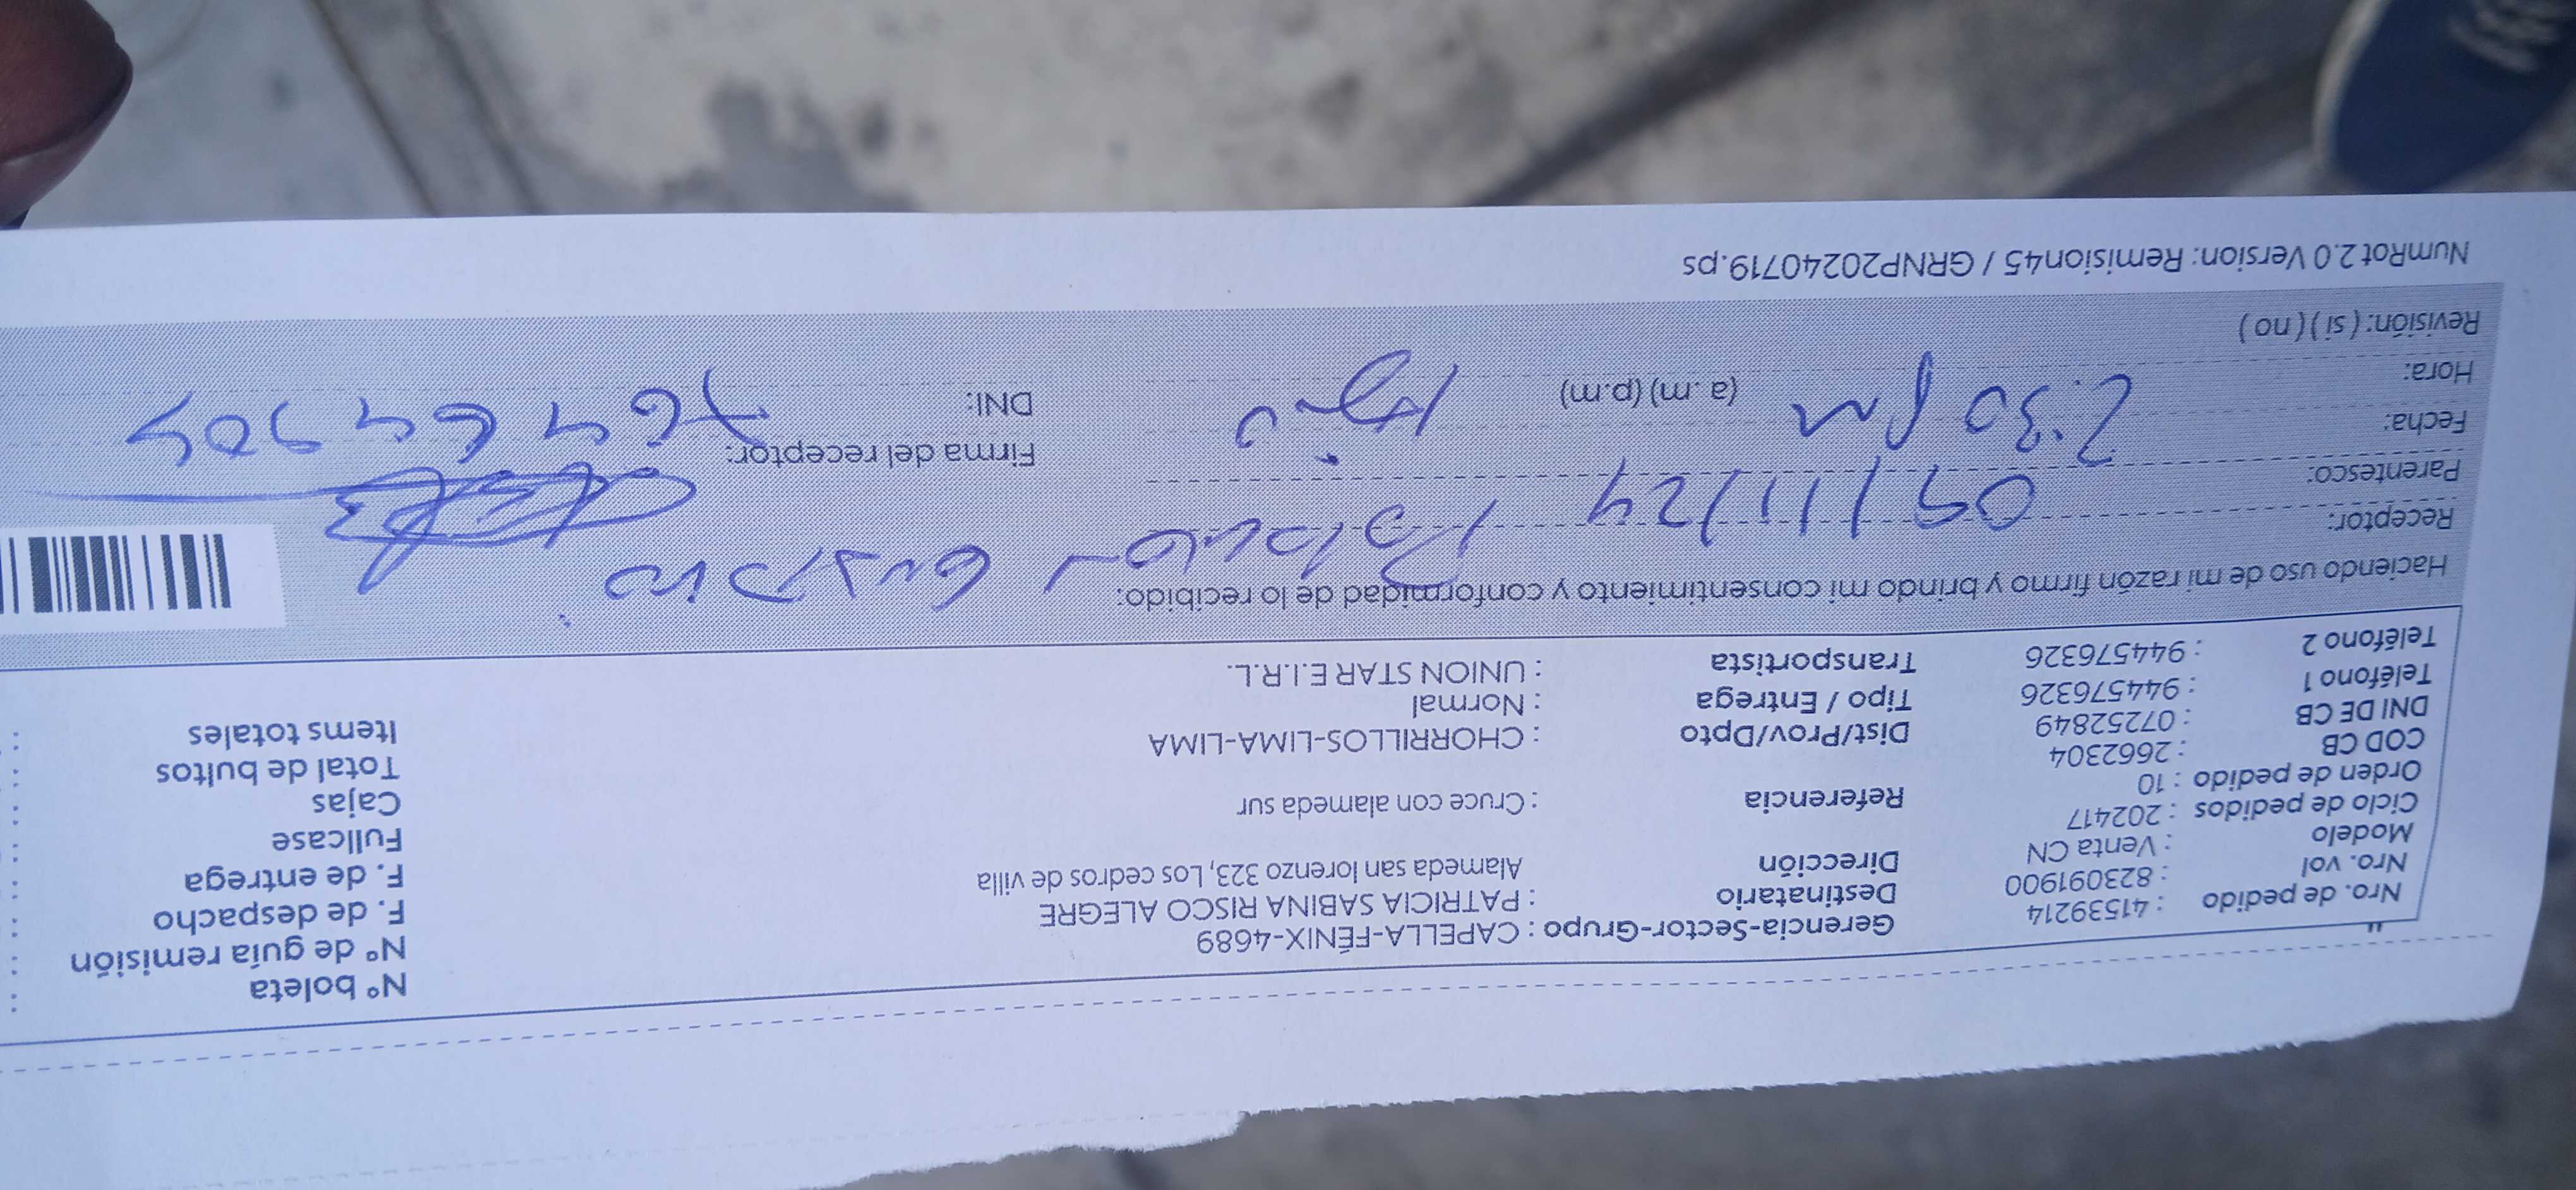 Nro. de pedido : 41539214
Nro. vol : 823091900
Modelo : Venta CN
Ciclo de pedidos : 202417
Orden de pedido : 10
COD CB : 2662304
DNI DE CB : 07252849
Teléfono 1 : 944576326
Teléfono 2 : 944576326
Gerencia-Sector-Grupo : CAPELLA-FÉNIX-4689
Destinatario : PATRICIA SABINA RISCO ALEGRE
Dirección Alameda san lorenzo 323, Los cedros de villa
Referencia : Cruce con alameda sur
Dist/Prov/Dpto : CHORRILLOS-LIMA-LIMA
Tipo / Entrega : Normal
Transportista : UNION STAR E.I.R.L.
N° boleta :
N° de guía remisión :
F. de despacho :
F. de entrega :
Fullcase :
Cajas :
Total de bultos :
Items totales :
Haciendo uso de mi razón firmo y brindo mi consentimiento y conformidad de lo recibido:
Receptor:
Parentesco:
Fecha: 09/11/24
Hora: 2:30 pm (a.m) (p.m)
Revisión: ( si ) ( no )
Firma del receptor:
DNI:
NumRot 2.0 Version: Remision45 / GRNP20240719.ps